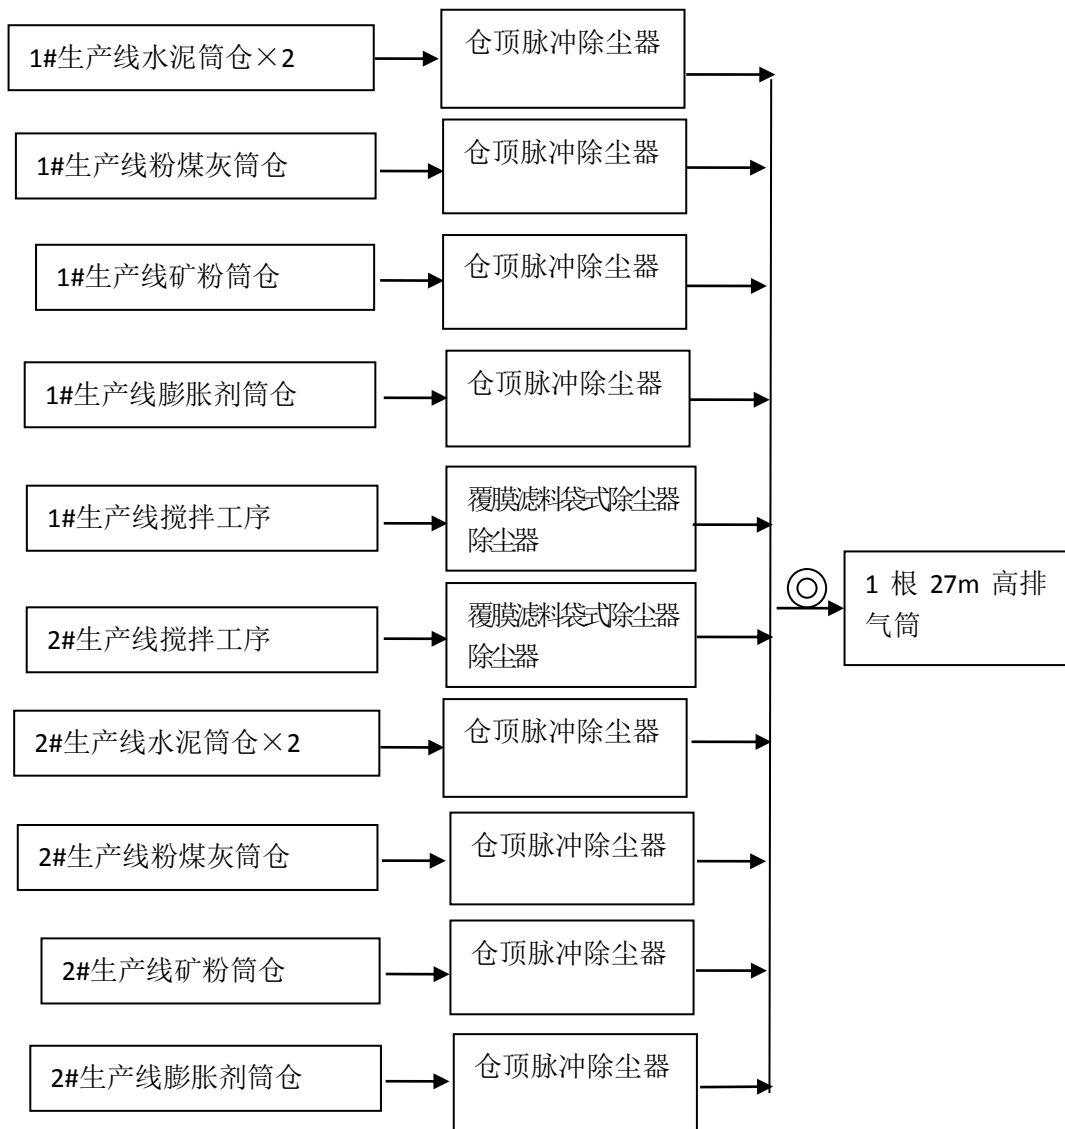 1#生产线水泥筒仓×2
仓顶脉冲除尘器
1#生产线粉煤灰筒仓
仓顶脉冲除尘器
1#生产线矿粉筒仓
仓顶脉冲除尘器
1#生产线膨胀剂筒仓
仓顶脉冲除尘器
1#生产线搅拌工序
覆膜滤料袋式除尘器
除尘器
2#生产线搅拌工序
覆膜滤料袋式除尘器
除尘器
1 根 27m 高排
气筒
2#生产线水泥筒仓×2
仓顶脉冲除尘器
2#生产线粉煤灰筒仓
仓顶脉冲除尘器
2#生产线矿粉筒仓
仓顶脉冲除尘器
2#生产线膨胀剂筒仓
仓顶脉冲除尘器